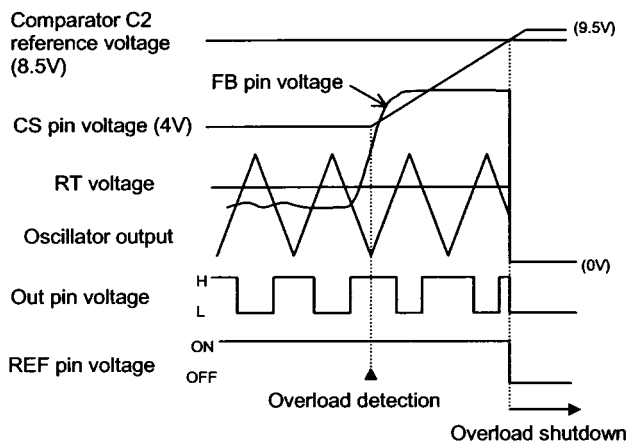 Comparator C2
reference voltage
(8.5V)
(9.5V)
FB pin voltage
CS pin voltage (4V)
RT voltage
Oscillator output
(0V)
H
Out pin voltage
L
ON
REF pin voltage
OFF
Overload detection
Overload shutdown